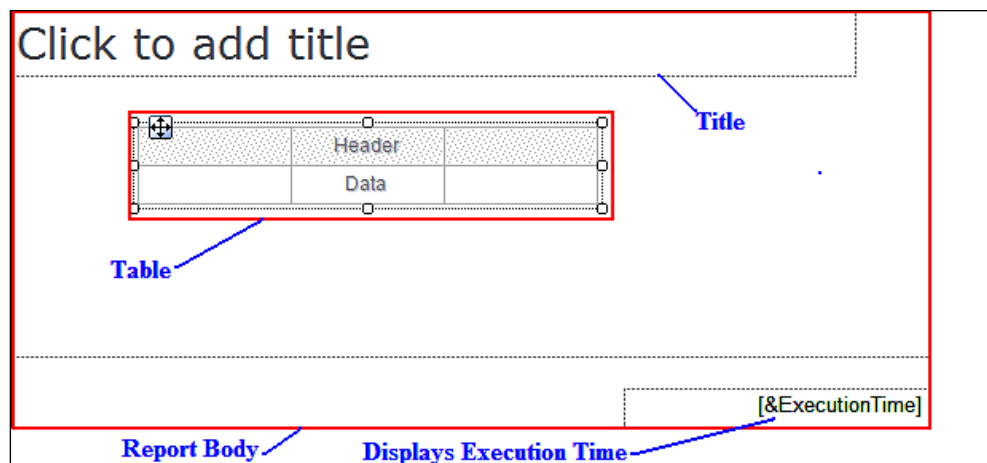 Click to add title
Title
Header
Data
Table
[&ExecutionTime]
Report Body
Displays Execution Time